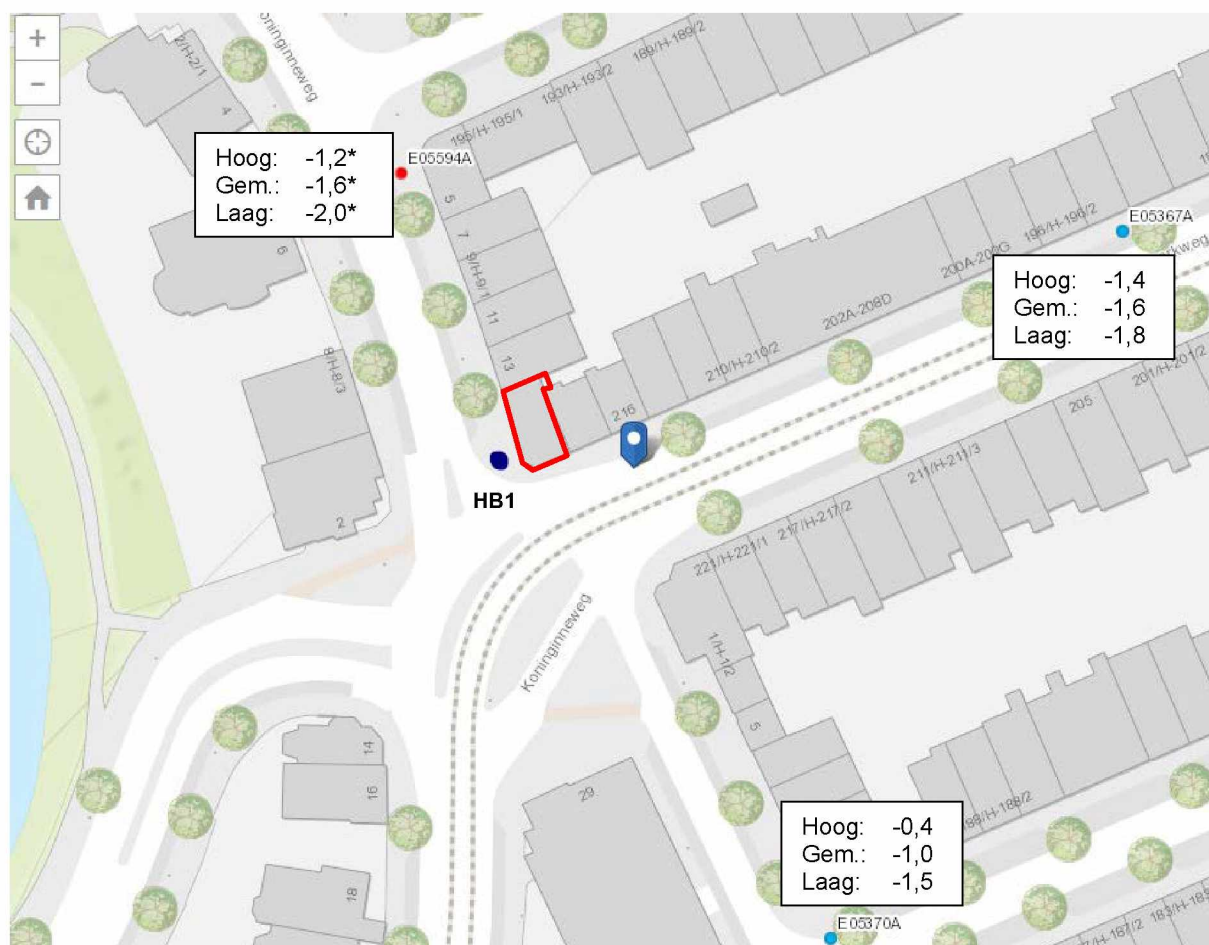 +
−
Koninginneweg
2/H-2/1
4
195/H-195/1
193/H-193/2
189/H-189/2
Hoog: -1,2*
Gem.: -1,6*
Laag: -2,0*
E05594A
5
7
9/H-9/1
11
13
6
8/H-8/3
2
E05367A
196/H-196/2
200A-200G
202A-208D
210/H-210/2
216
Hoog: -1,4
Gem.: -1,6
Laag: -1,8
HB1
201/H-201/2
205
211/H-211/3
217/H-217/2
221/H-221/1
1/H-1/2
5
Koninginneweg
14
16
18
29
Hoog: -0,4
Gem.: -1,0
Laag: -1,5
E05370A